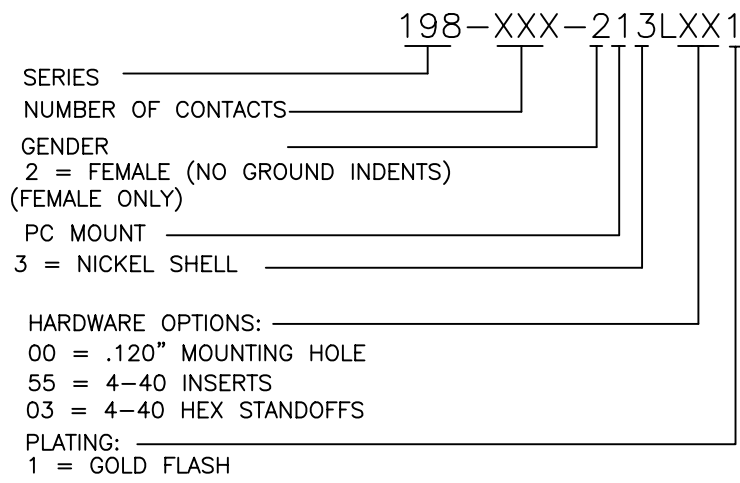 198-XXX-213LXX1
SERIES
NUMBER OF CONTACTS
GENDER
2 = FEMALE (NO GROUND INDENTS)
(FEMALE ONLY)
PC MOUNT
3 = NICKEL SHELL
HARDWARE OPTIONS:
00 = .120” MOUNTING HOLE
55 = 4-40 INSERTS
03 = 4-40 HEX STANDOFFS
PLATING:
1 = GOLD FLASH